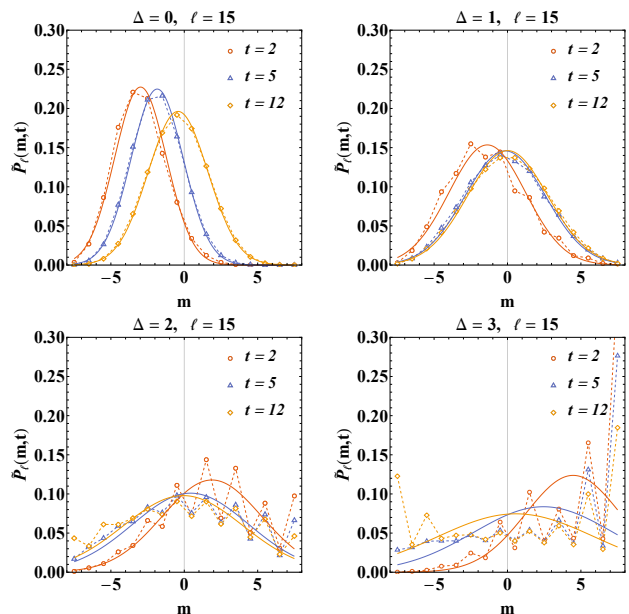 Δ = 0, ℓ = 15
0.30
0.25
0.20
0.15
0.10
0.05
0.00
P̃ℓ(m,t)
t = 2
t = 5
t = 12
−5
0
5
m
Δ = 1, ℓ = 15
0.30
0.25
0.20
0.15
0.10
0.05
0.00
P̃ℓ(m,t)
t = 2
t = 5
t = 12
−5
0
5
m
Δ = 2, ℓ = 15
0.30
0.25
0.20
0.15
0.10
0.05
0.00
P̃ℓ(m,t)
t = 2
t = 5
t = 12
−5
0
5
m
Δ = 3, ℓ = 15
0.30
0.25
0.20
0.15
0.10
0.05
0.00
P̃ℓ(m,t)
t = 2
t = 5
t = 12
−5
0
5
m